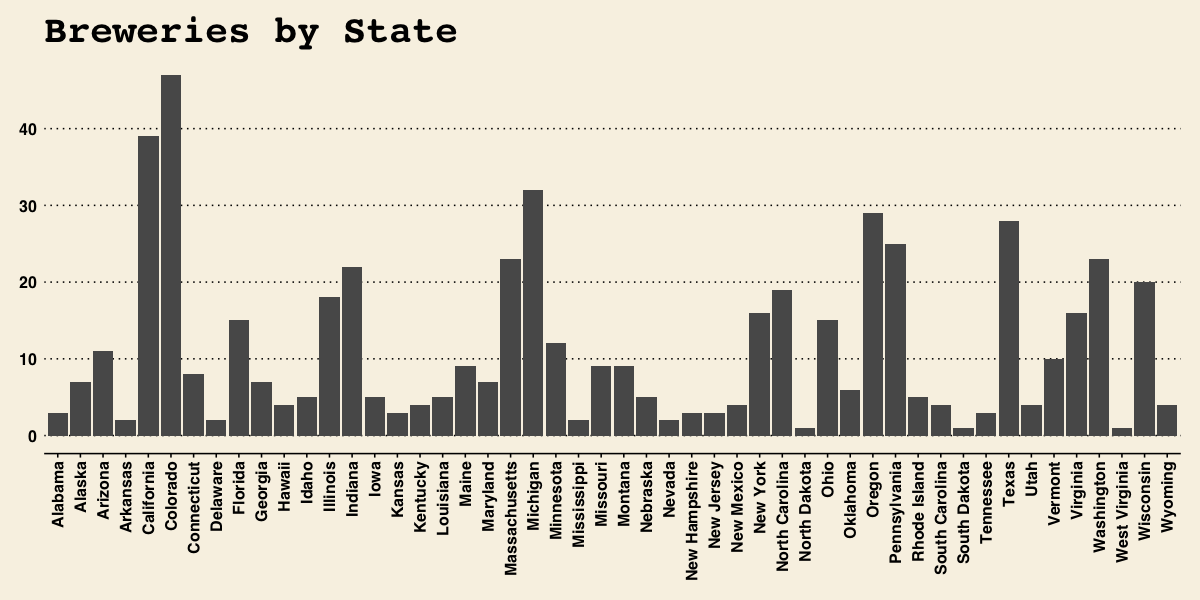 Breweries by State
40
30
20
10
0
Alabama
Alaska
Arizona
Arkansas
California
Colorado
Connecticut
Delaware
Florida
Georgia
Hawaii
Idaho
Illinois
Indiana
Iowa
Kansas
Kentucky
Louisiana
Maine
Maryland
Massachusetts
Michigan
Minnesota
Mississippi
Missouri
Montana
Nebraska
Nevada
New Hampshire
New Jersey
New Mexico
New York
North Carolina
North Dakota
Ohio
Oklahoma
Oregon
Pennsylvania
Rhode Island
South Carolina
South Dakota
Tennessee
Texas
Utah
Vermont
Virginia
Washington
West Virginia
Wisconsin
Wyoming